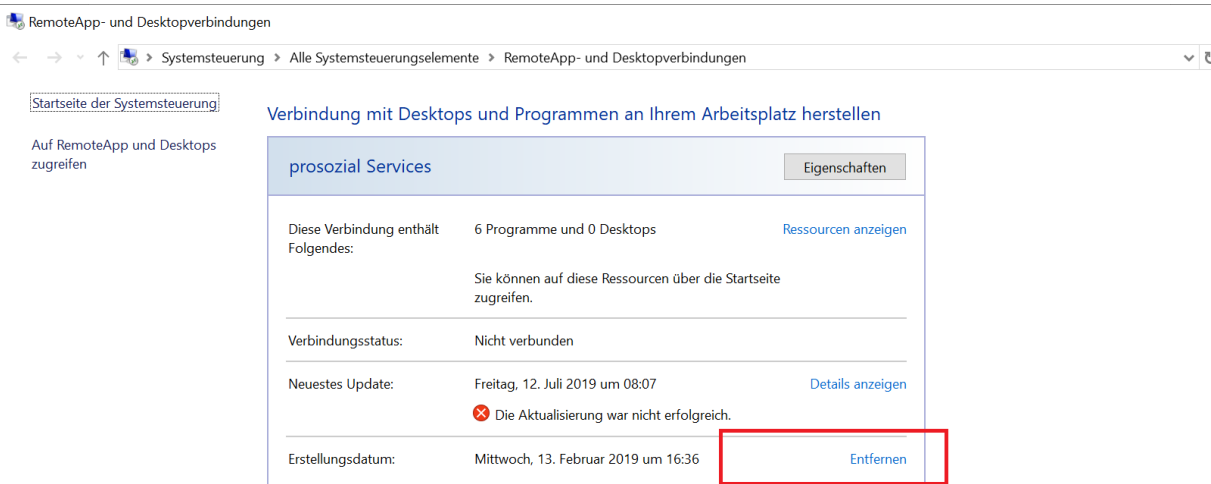 RemoteApp- und Desktopverbindungen
Systemsteuerung > Alle Systemsteuerungselemente > RemoteApp- und Desktopverbindungen
Startseite der Systemsteuerung
Auf RemoteApp und Desktops
zugreifen
Verbindung mit Desktops und Programmen an Ihrem Arbeitsplatz herstellen
prosozial Services
Eigenschaften
Diese Verbindung enthält
Folgendes:
6 Programme und 0 Desktops
Ressourcen anzeigen
Sie können auf diese Ressourcen über die Startseite
zugreifen.
Verbindungsstatus:
Nicht verbunden
Neuestes Update:
Freitag, 12. Juli 2019 um 08:07
Details anzeigen
Die Aktualisierung war nicht erfolgreich.
Erstellungsdatum:
Mittwoch, 13. Februar 2019 um 16:36
Entfernen